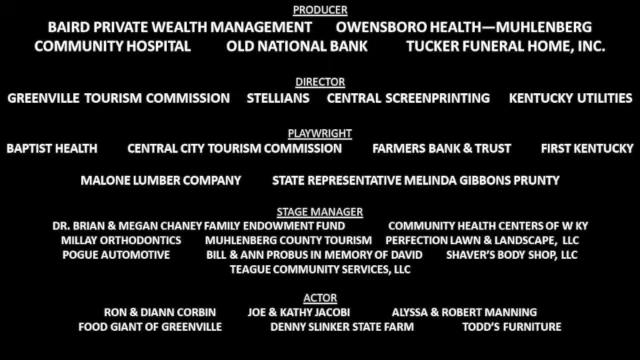 PRODUCER
BAIRD PRIVATE WEALTH MANAGEMENT OWENSBORO HEALTH—MUHLENBERG
COMMUNITY HOSPITAL OLD NATIONAL BANK TUCKER FUNERAL HOME, INC.
DIRECTOR
GREENVILLE TOURISM COMMISSION STELLIANS CENTRAL SCREENPRINTING KENTUCKY UTILITIES
PLAYWRIGHT
BAPTIST HEALTH CENTRAL CITY TOURISM COMMISSION FARMERS BANK & TRUST FIRST KENTUCKY
MALONE LUMBER COMPANY STATE REPRESENTATIVE MELINDA GIBBONS PRUNTY
STAGE MANAGER
DR. BRIAN & MEGAN CHANEY FAMILY ENDOWMENT FUND COMMUNITY HEALTH CENTERS OF W KY
MILLAY ORTHODONTICS MUHLENBERG COUNTY TOURISM PERFECTION LAWN & LANDSCAPE, LLC
POGUE AUTOMOTIVE BILL & ANN PROBUS IN MEMORY OF DAVID SHAVER'S BODY SHOP, LLC
TEAGUE COMMUNITY SERVICES, LLC
ACTOR
RON & DIANN CORBIN JOE & KATHY JACOBI ALYSSA & ROBERT MANNING
FOOD GIANT OF GREENVILLE DENNY SLINKER STATE FARM TODD'S FURNITURE